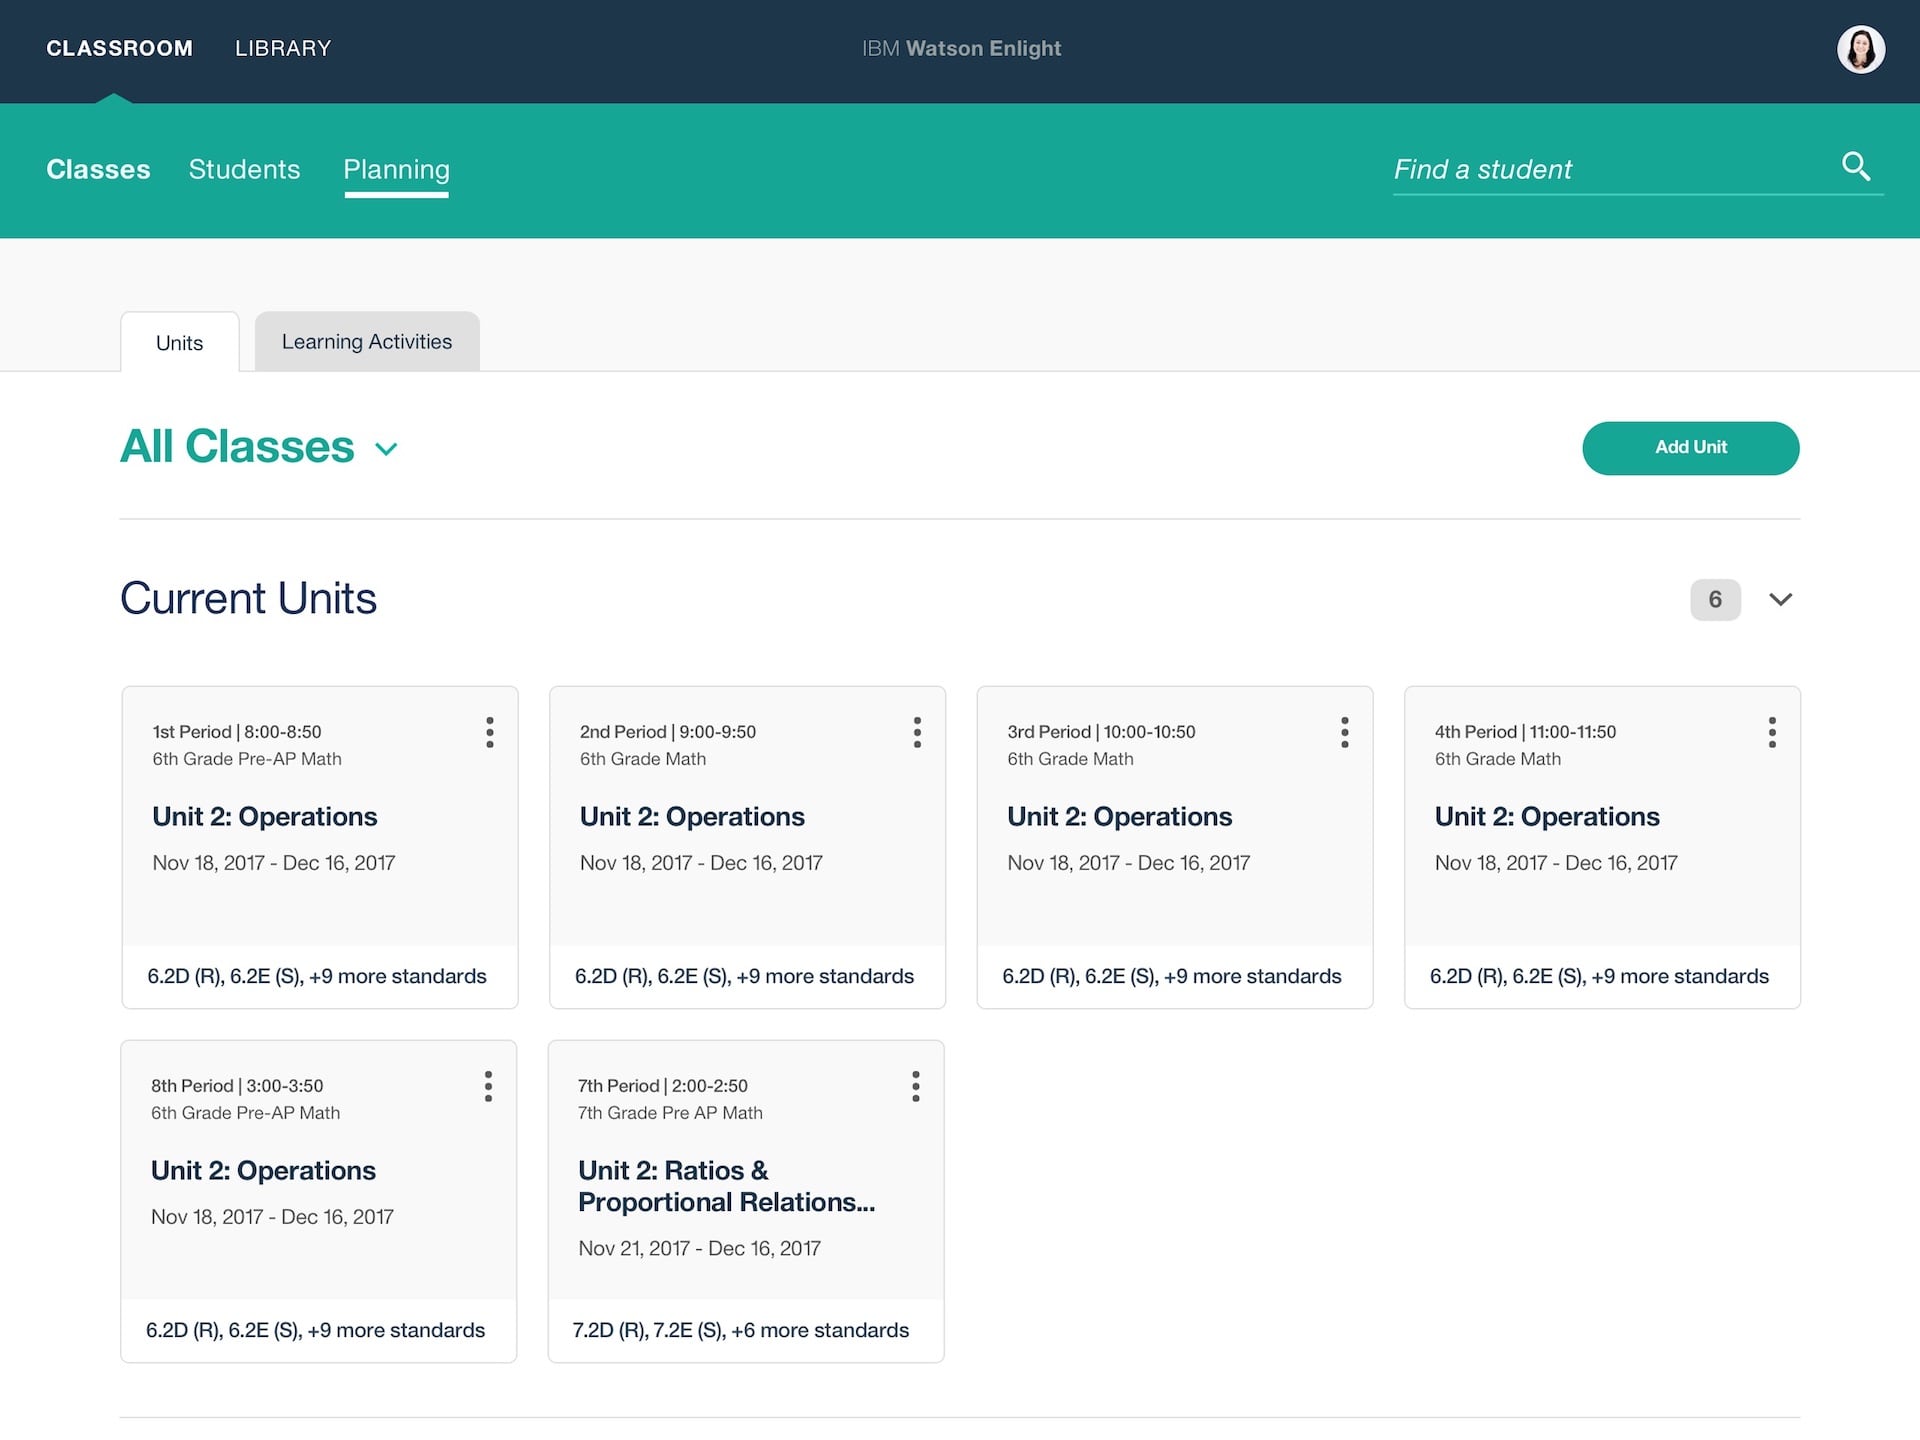 CLASSROOM LIBRARY IBM Watson Enlight
Classes Students Planning Find a student
Units Learning Activities
All Classes Add Unit
Current Units 6
1st Period | 8:00-8:50
6th Grade Pre-AP Math
Unit 2: Operations
Nov 18, 2017 - Dec 16, 2017
6.2D (R), 6.2E (S), +9 more standards
2nd Period | 9:00-9:50
6th Grade Math
Unit 2: Operations
Nov 18, 2017 - Dec 16, 2017
6.2D (R), 6.2E (S), +9 more standards
3rd Period | 10:00-10:50
6th Grade Math
Unit 2: Operations
Nov 18, 2017 - Dec 16, 2017
6.2D (R), 6.2E (S), +9 more standards
4th Period | 11:00-11:50
6th Grade Math
Unit 2: Operations
Nov 18, 2017 - Dec 16, 2017
6.2D (R), 6.2E (S), +9 more standards
8th Period | 3:00-3:50
6th Grade Pre-AP Math
Unit 2: Operations
Nov 18, 2017 - Dec 16, 2017
6.2D (R), 6.2E (S), +9 more standards
7th Period | 2:00-2:50
7th Grade Pre AP Math
Unit 2: Ratios &
Proportional Relations...
Nov 21, 2017 - Dec 16, 2017
7.2D (R), 7.2E (S), +6 more standards